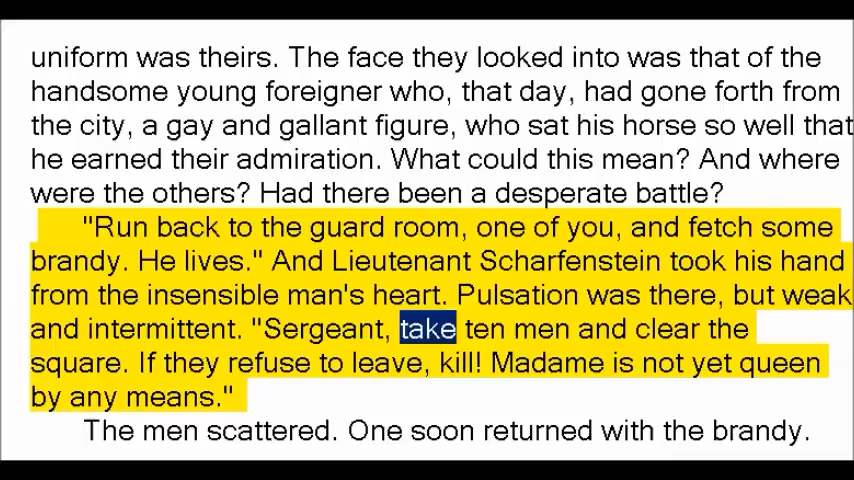 uniform was theirs. The face they looked into was that of the
handsome young foreigner who, that day, had gone forth from
the city, a gay and gallant figure, who sat his horse so well that
he earned their admiration. What could this mean? And where
were the others? Had there been a desperate battle?
"Run back to the guard room, one of you, and fetch some
brandy. He lives." And Lieutenant Scharfenstein took his hand
from the insensible man's heart. Pulsation was there, but weak
and intermittent. "Sergeant, take ten men and clear the
square. If they refuse to leave, kill! Madame is not yet queen
by any means."
The men scattered. One soon returned with the brandy.